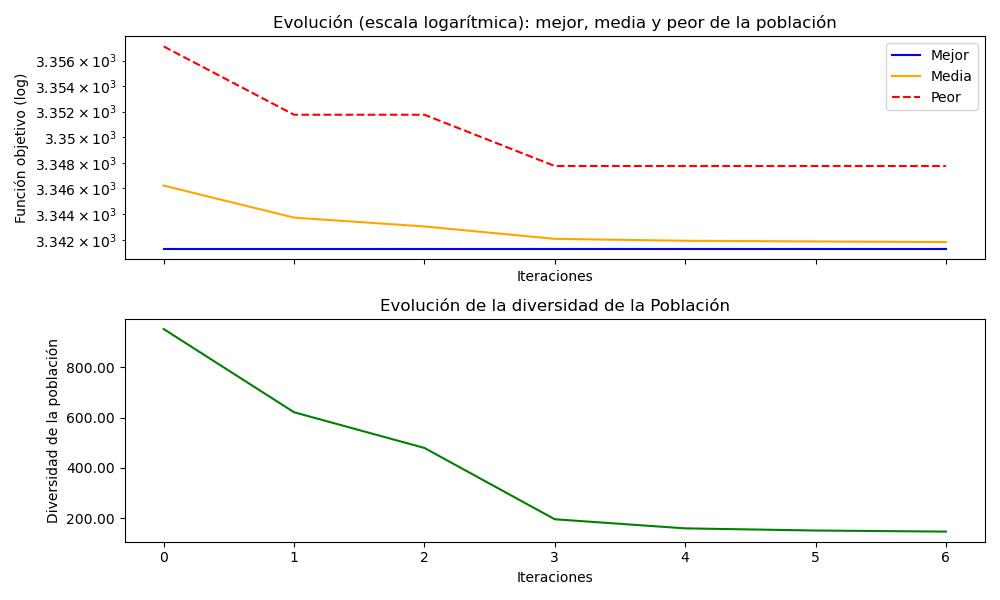 Evolución (escala logarítmica): mejor, media y peor de la población
Función objetivo (log)
3.356 × 10³
3.354 × 10³
3.352 × 10³
3.35 × 10³
3.348 × 10³
3.346 × 10³
3.344 × 10³
3.342 × 10³
Mejor
Media
Peor
Iteraciones
Evolución de la diversidad de la Población
Diversidad de la población
800.00
600.00
400.00
200.00
0 1 2 3 4 5 6
Iteraciones